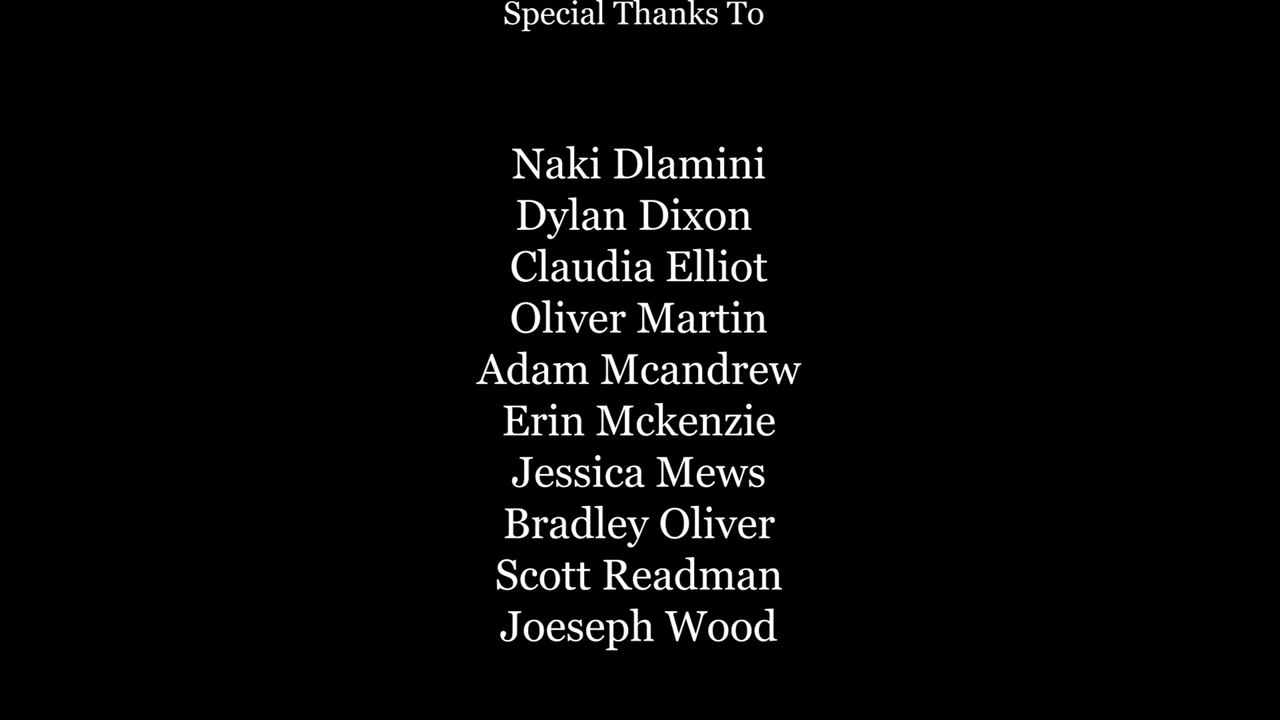 Special Thanks To
Naki Dlamini
Dylan Dixon
Claudia Elliot
Oliver Martin
Adam Mcandrew
Erin Mckenzie
Jessica Mews
Bradley Oliver
Scott Readman
Joeseph Wood